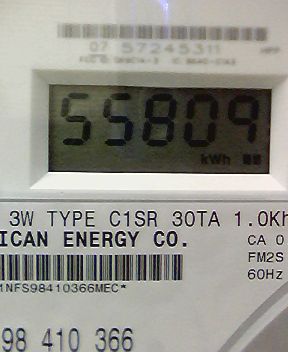 07 57245311
55809
kWh
3W TYPE C1SR 30TA 1.0Kh
ICAN ENERGY CO.
CA 0
FM2S
60Hz
1NFS98410366MEC*
98 410 366